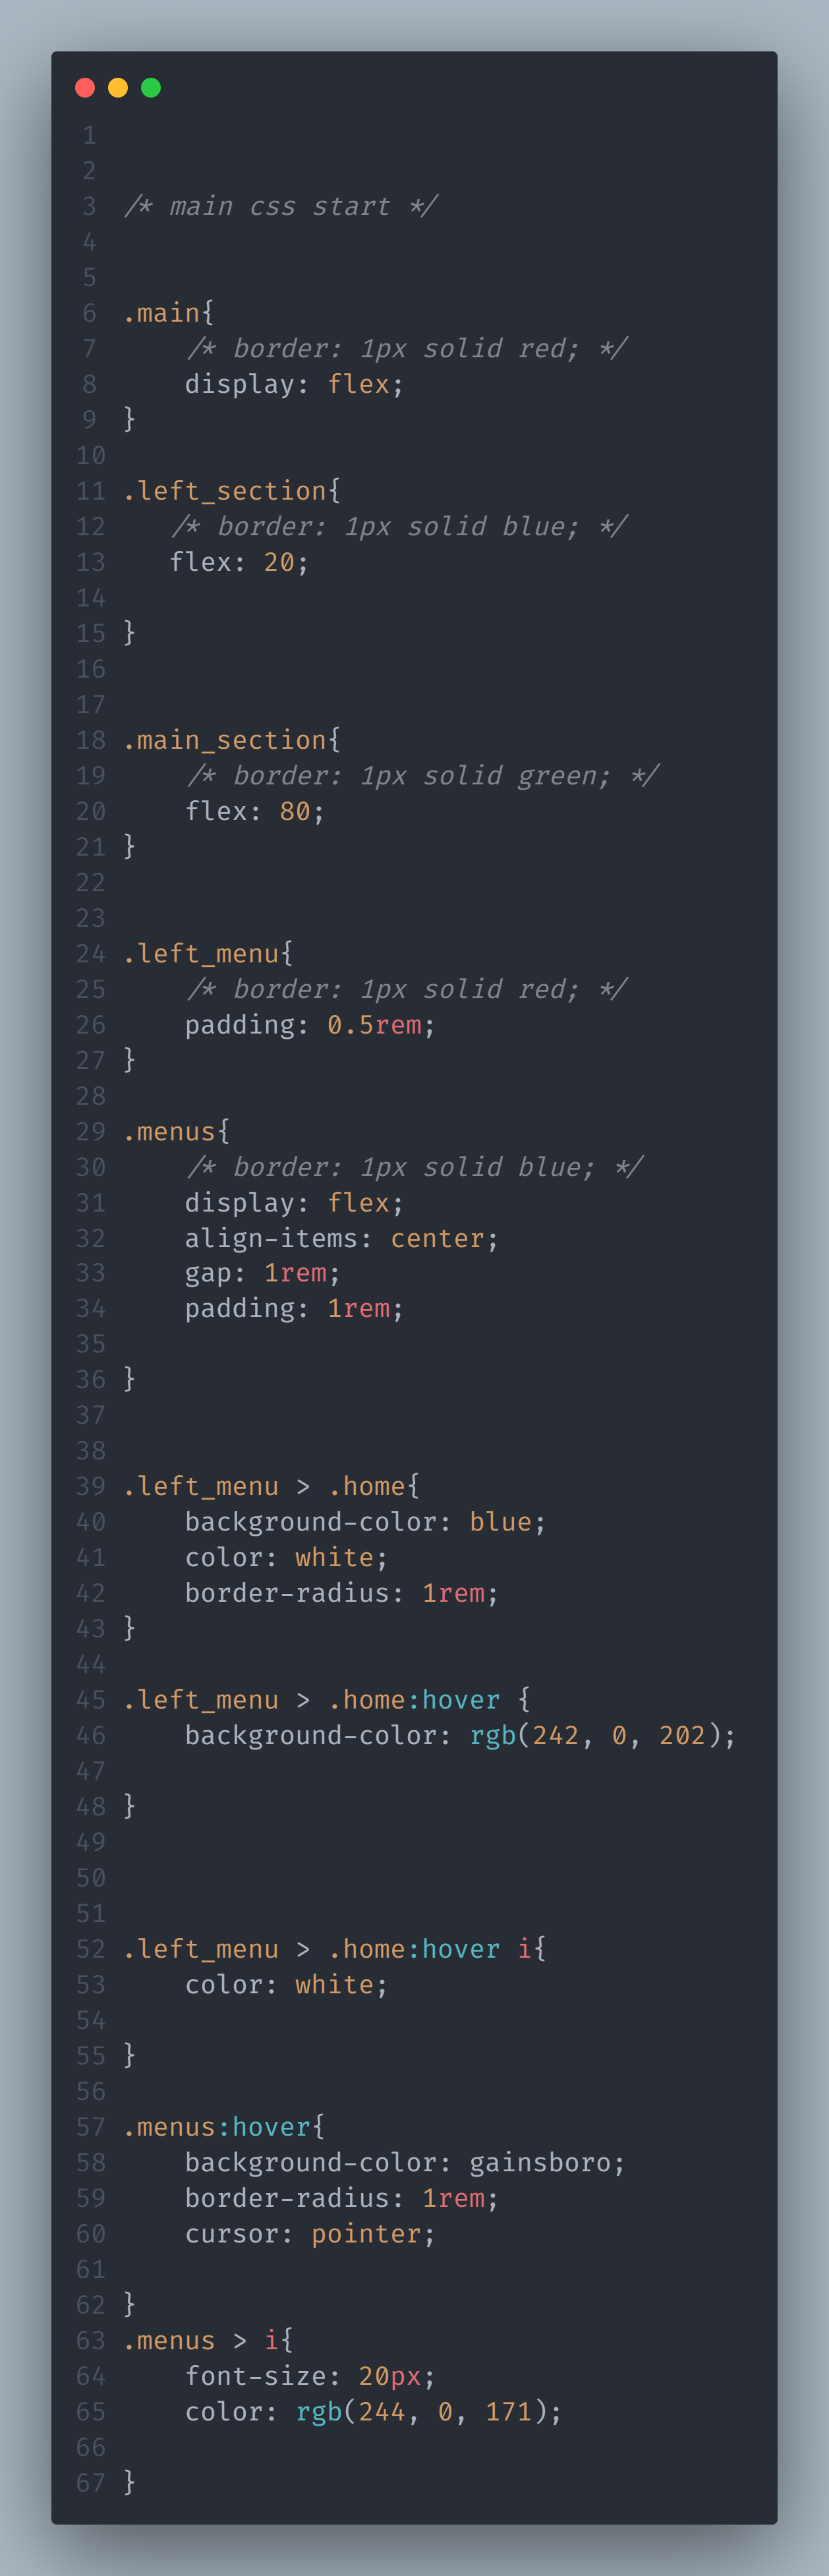 1
2
3 /* main css start */
4
5
6 .main{
7     /* border: 1px solid red; */
8     display: flex;
9 }
10
11 .left_section{
12    /* border: 1px solid blue; */
13    flex: 20;
14
15 }
16
17
18 .main_section{
19     /* border: 1px solid green; */
20     flex: 80;
21 }
22
23
24 .left_menu{
25     /* border: 1px solid red; */
26     padding: 0.5rem;
27 }
28
29 .menus{
30     /* border: 1px solid blue; */
31     display: flex;
32     align-items: center;
33     gap: 1rem;
34     padding: 1rem;
35
36 }
37
38
39 .left_menu > .home{
40     background-color: blue;
41     color: white;
42     border-radius: 1rem;
43 }
44
45 .left_menu > .home:hover {
46     background-color: rgb(242, 0, 202);
47
48 }
49
50
51
52 .left_menu > .home:hover i{
53     color: white;
54
55 }
56
57 .menus:hover{
58     background-color: gainsboro;
59     border-radius: 1rem;
60     cursor: pointer;
61
62 }
63 .menus > i{
64     font-size: 20px;
65     color: rgb(244, 0, 171);
66
67 }